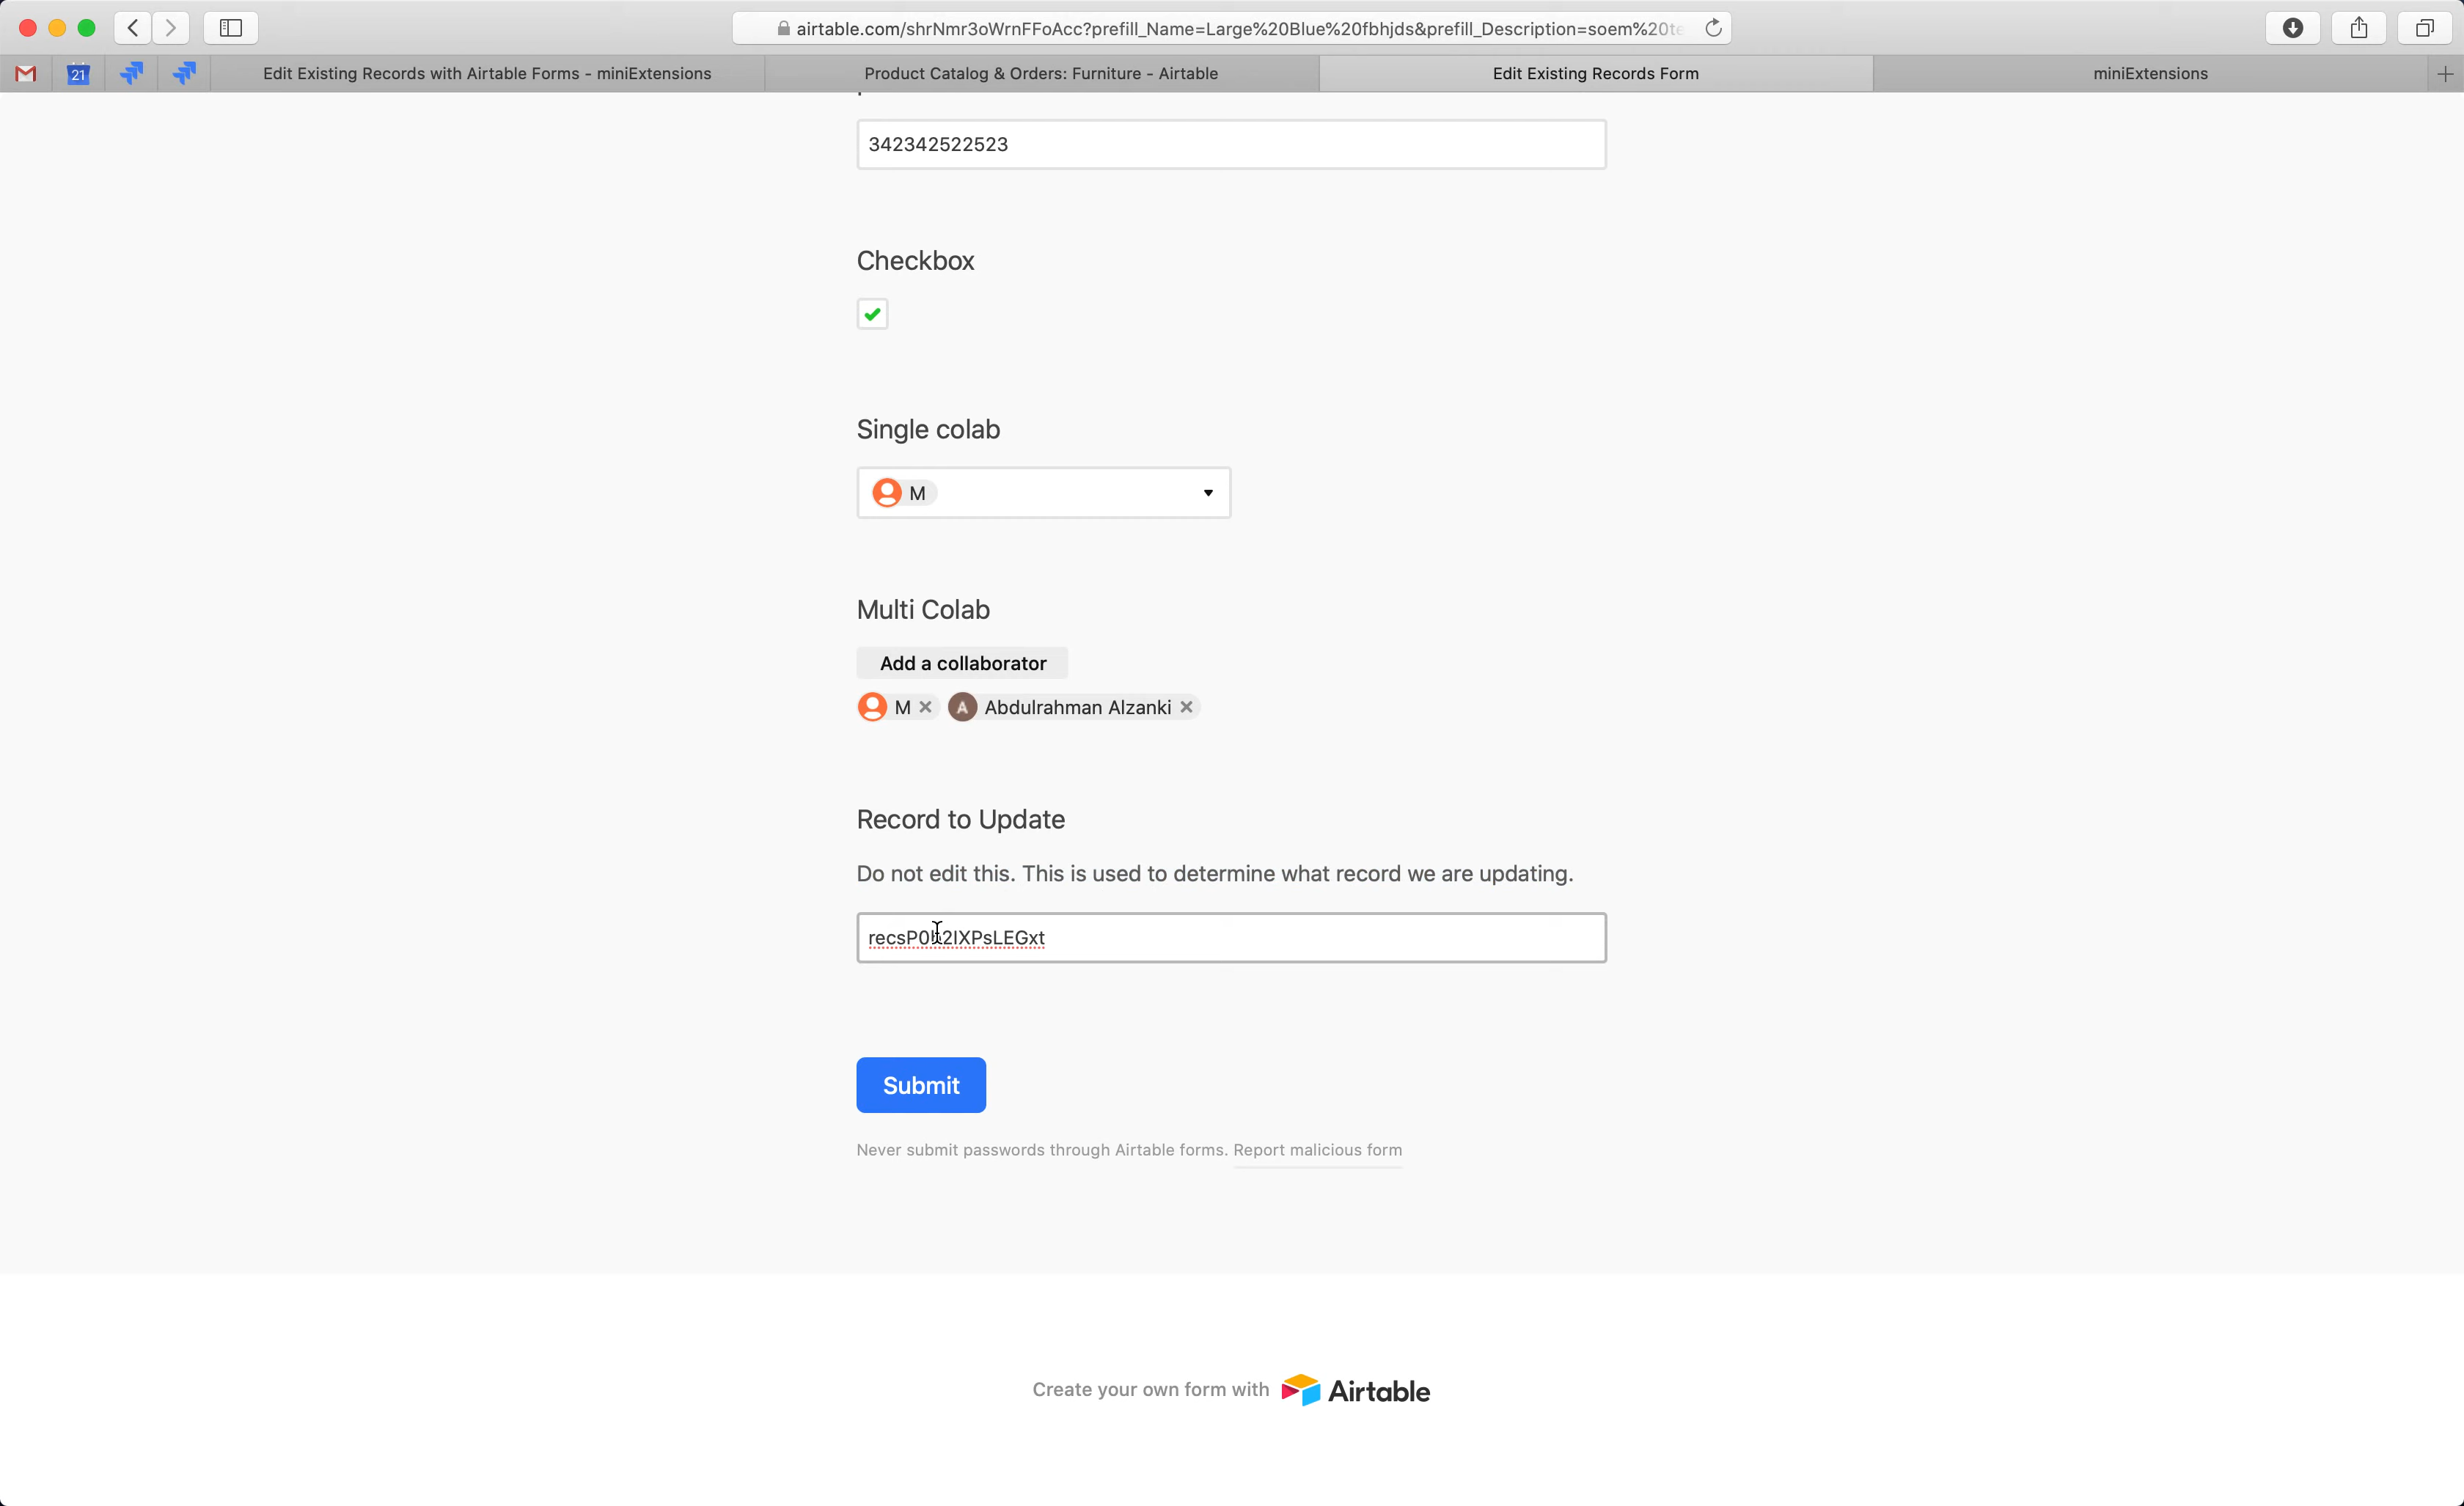 airtable.com/shrNmr3oWrnFFoAcc?prefill_Name=Large%20Blue%20fbhjds&prefill_Description=soem%20te
21
Edit Existing Records with Airtable Forms - miniExtensions
Product Catalog & Orders: Furniture - Airtable
Edit Existing Records Form
miniExtensions
342342522523
Checkbox
Single colab
M
Multi Colab
Add a collaborator
M
A Abdulrahman Alzanki
Record to Update
Do not edit this. This is used to determine what record we are updating.
Submit
Never submit passwords through Airtable forms. Report malicious form
Create your own form with Airtable